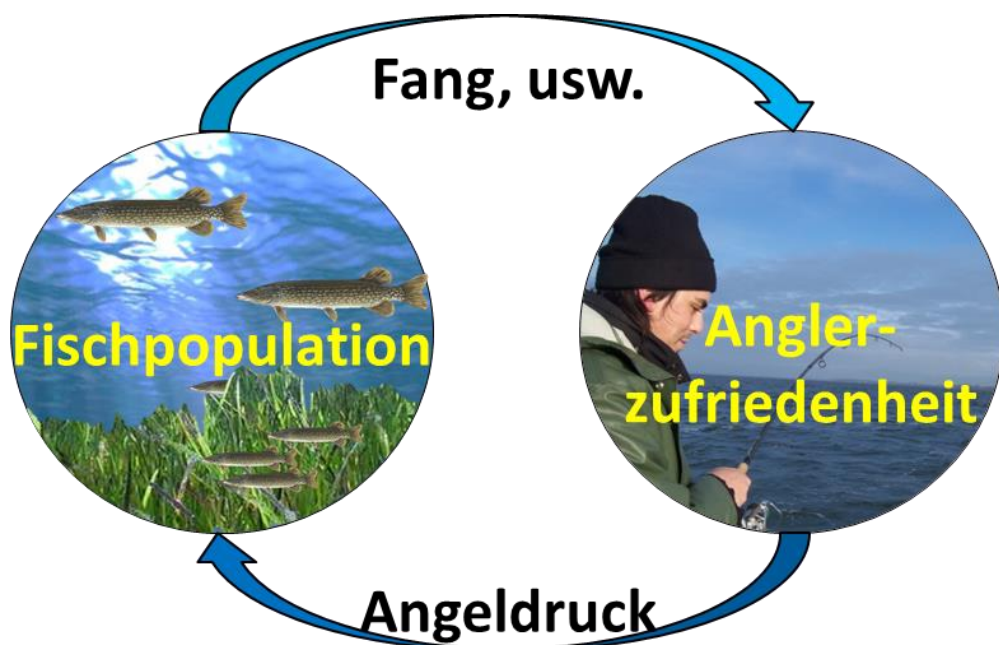 Fang, usw.
Fischpopulation
Angler-
zufriedenheit
Angeldruck